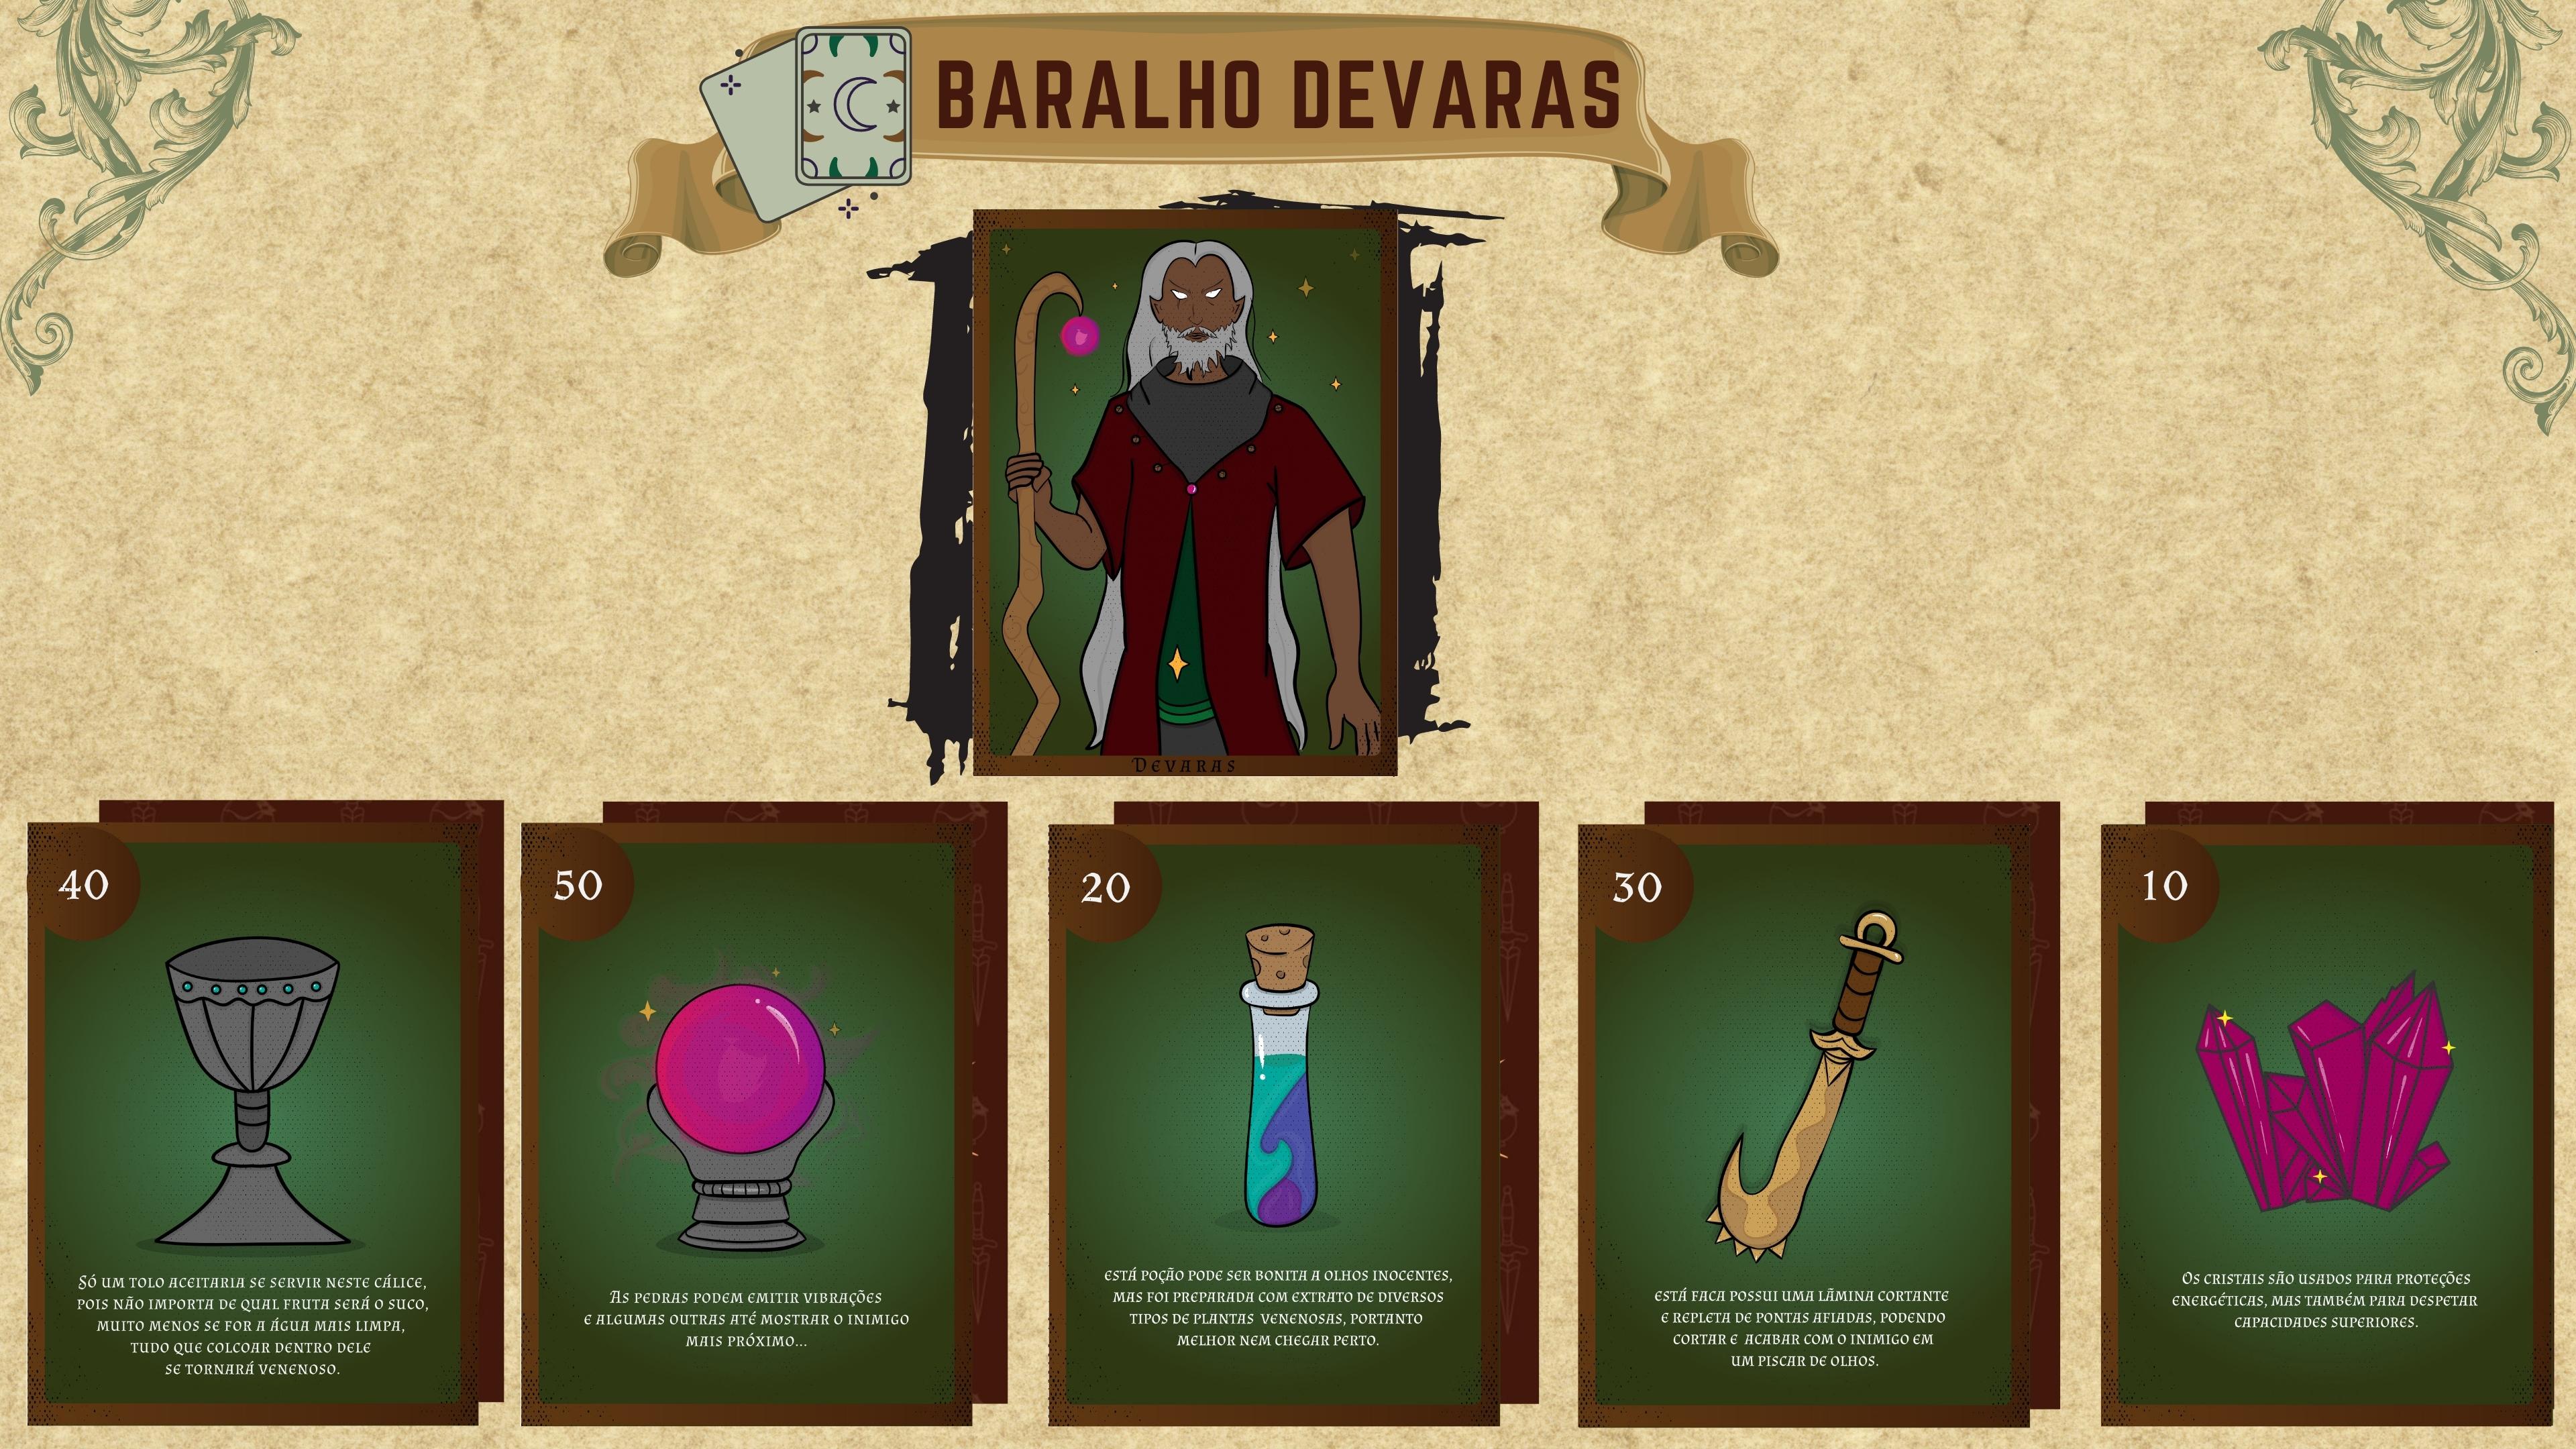 BARALHO DEVARAS
DEVARAS
40
SÓ UM TOLO ACEITARIA SE SERVIR NESTE CÁLICE,
POIS NÃO IMPORTA DE QUAL FRUTA SERÁ O SUCO,
MUITO MENOS SE FOR A ÁGUA MAIS LIMPA,
TUDO QUE COLCOAR DENTRO DELE
SE TORNARÁ VENENOSO.
50
AS PEDRAS PODEM EMITIR VIBRAÇÕES
E ALGUMAS OUTRAS ATÉ MOSTRAR O INIMIGO
MAIS PRÓXIMO...
20
ESTÁ POÇÃO PODE SER BONITA A OLHOS INOCENTES,
MAS FOI PREPARADA COM EXTRATO DE DIVERSOS
TIPOS DE PLANTAS VENENOSAS, PORTANTO
MELHOR NEM CHEGAR PERTO.
30
ESTÁ FACA POSSUI UMA LÂMINA CORTANTE
E REPLETA DE PONTAS AFIADAS, PODENDO
CORTAR E ACABAR COM O INIMIGO EM
UM PISCAR DE OLHOS.
10
OS CRISTAIS SÃO USADOS PARA PROTEÇÕES
ENERGÉTICAS, MAS TAMBÉM PARA DESPETAR
CAPACIDADES SUPERIORES.